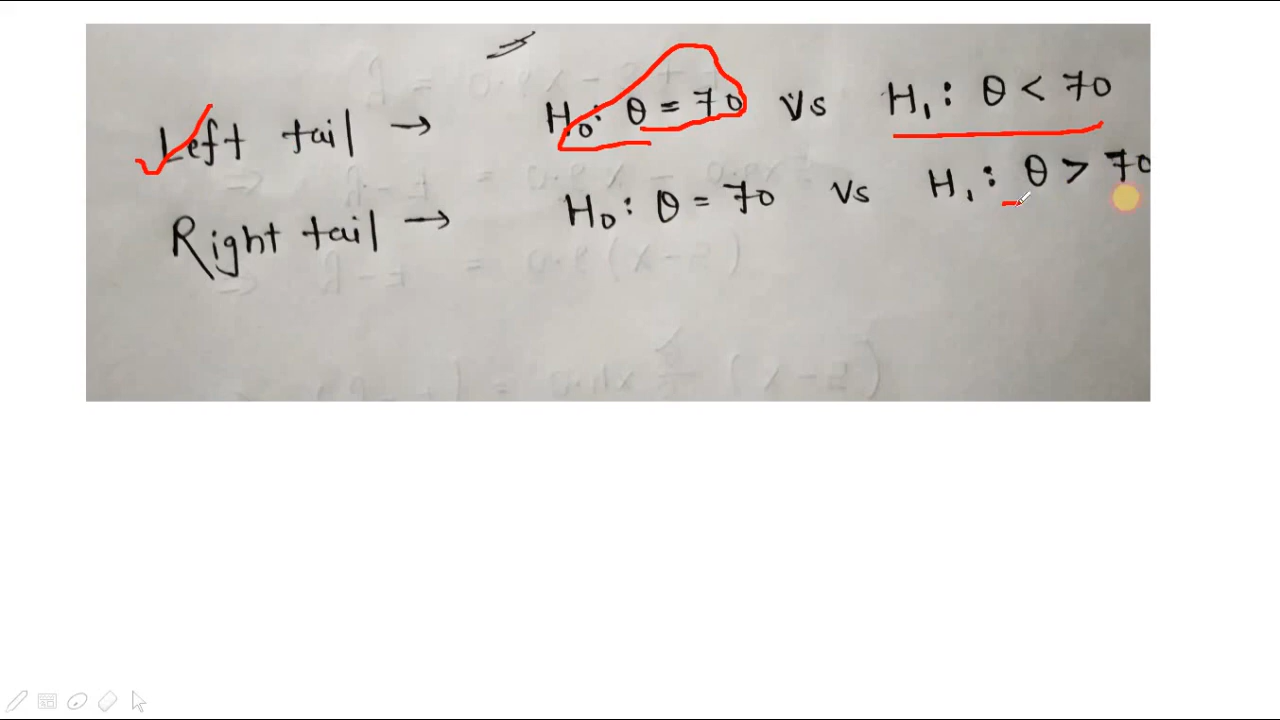 Left tail → H₀: θ = 70 Vs H₁: θ < 70
Right tail → H₀: θ = 70 Vs H₁: θ > 70